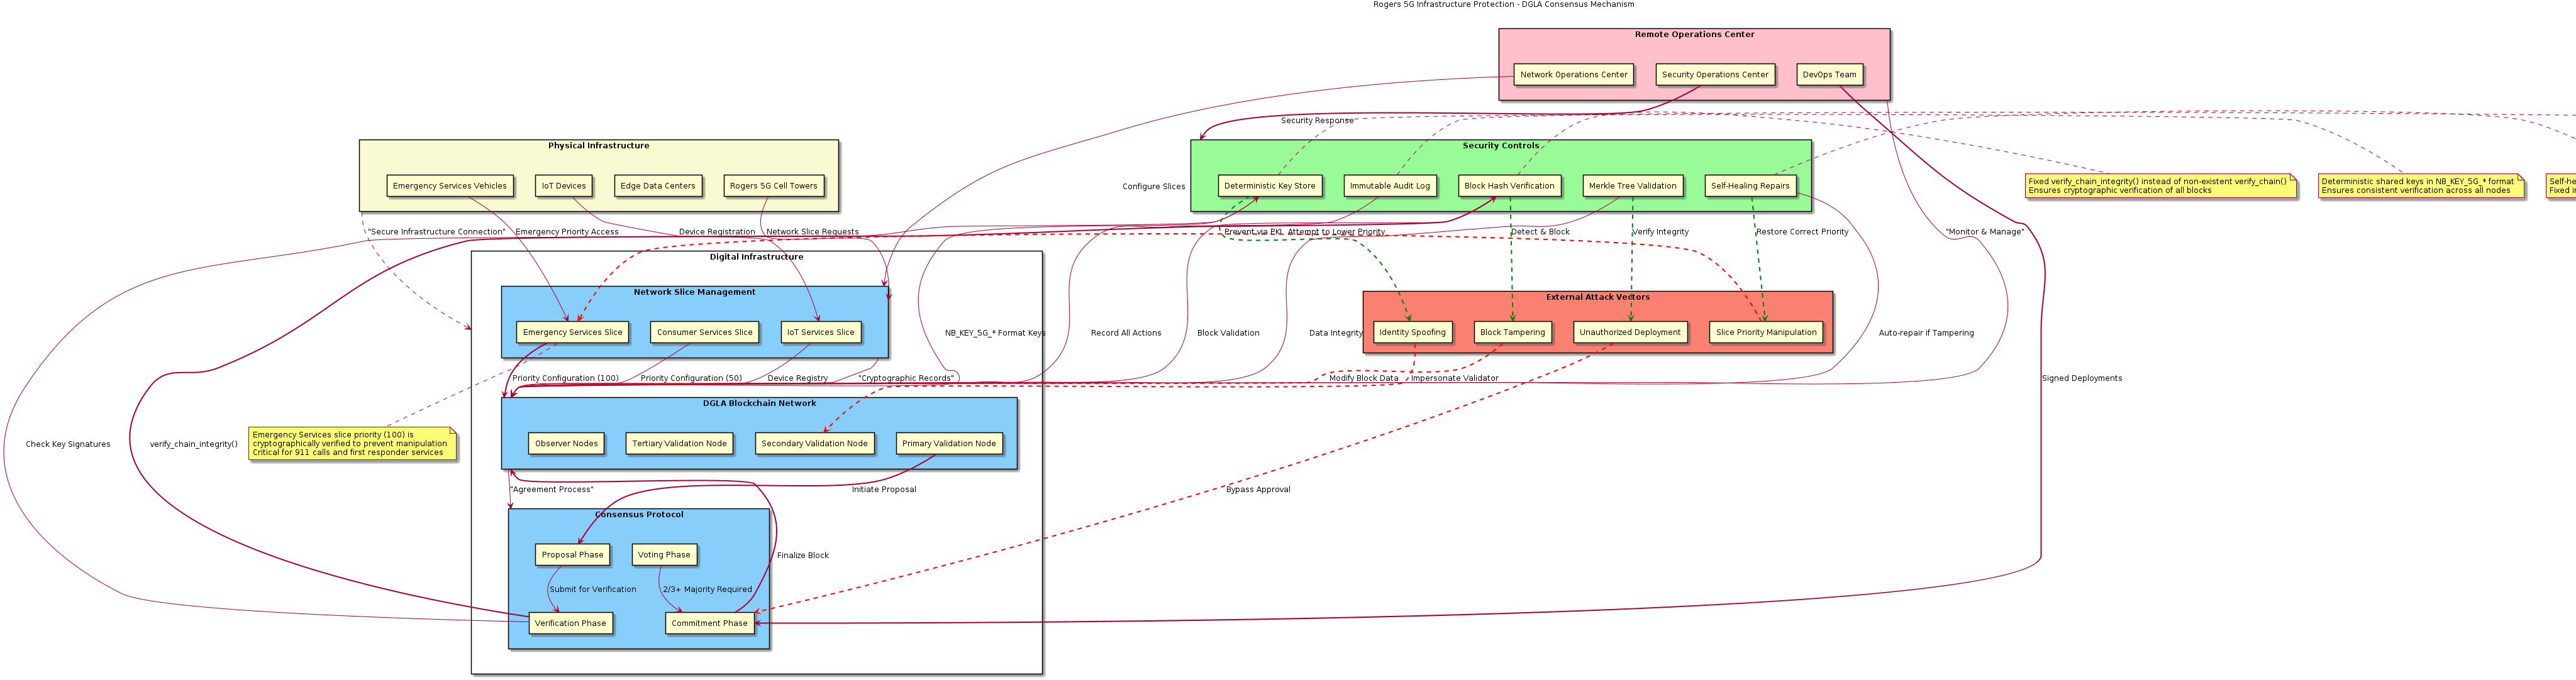 Rogers 5G Infrastructure Protection - DGLA Consensus Mechanism
Remote Operations Center
Network Operations Center
Security Operations Center
DevOps Team
Security Response
Physical Infrastructure
Emergency Services Vehicles
IoT Devices
Edge Data Centers
Rogers 5G Cell Towers
Configure Slices
Security Controls
Deterministic Key Store
Immutable Audit Log
Block Hash Verification
Merkle Tree Validation
Self-Healing Repairs
Fixed verify_chain_integrity() instead of non-existent verify_chain()
Ensures cryptographic verification of all blocks
Deterministic shared keys in NB_KEY_5G_* format
Ensures consistent verification across all nodes
Self-he
Fixed i
"Secure Infrastructure Connection"
Emergency Priority Access
Device Registration
Network Slice Requests
Prevent via PKI
Attempt to Lower Priority
Detect & Block
Verify Integrity
Restore Correct Priority
"Monitor & Manage"
Digital Infrastructure
Network Slice Management
Emergency Services Slice
Consumer Services Slice
IoT Services Slice
NB_KEY_5G_* Format Keys
Record All Actions
Block Validation
Data Integrity
External Attack Vectors
Identity Spoofing
Block Tampering
Unauthorized Deployment
Slice Priority Manipulation
Auto-repair if Tampering
Priority Configuration (100)
Priority Configuration (50)
Device Registry
"Cryptographic Records"
Modify Block Data
Impersonate Validator
Signed Deployments
DGLA Blockchain Network
Observer Nodes
Tertiary Validation Node
Secondary Validation Node
Primary Validation Node
Check Key Signatures
verify_chain_integrity()
Emergency Services slice priority (100) is
cryptographically verified to prevent manipulation
Critical for 911 calls and first responder services
"Agreement Process"
Initiate Proposal
Bypass Approval
Consensus Protocol
Proposal Phase
Voting Phase
Finalize Block
Submit for Verification
2/3+ Majority Required
Verification Phase
Commitment Phase